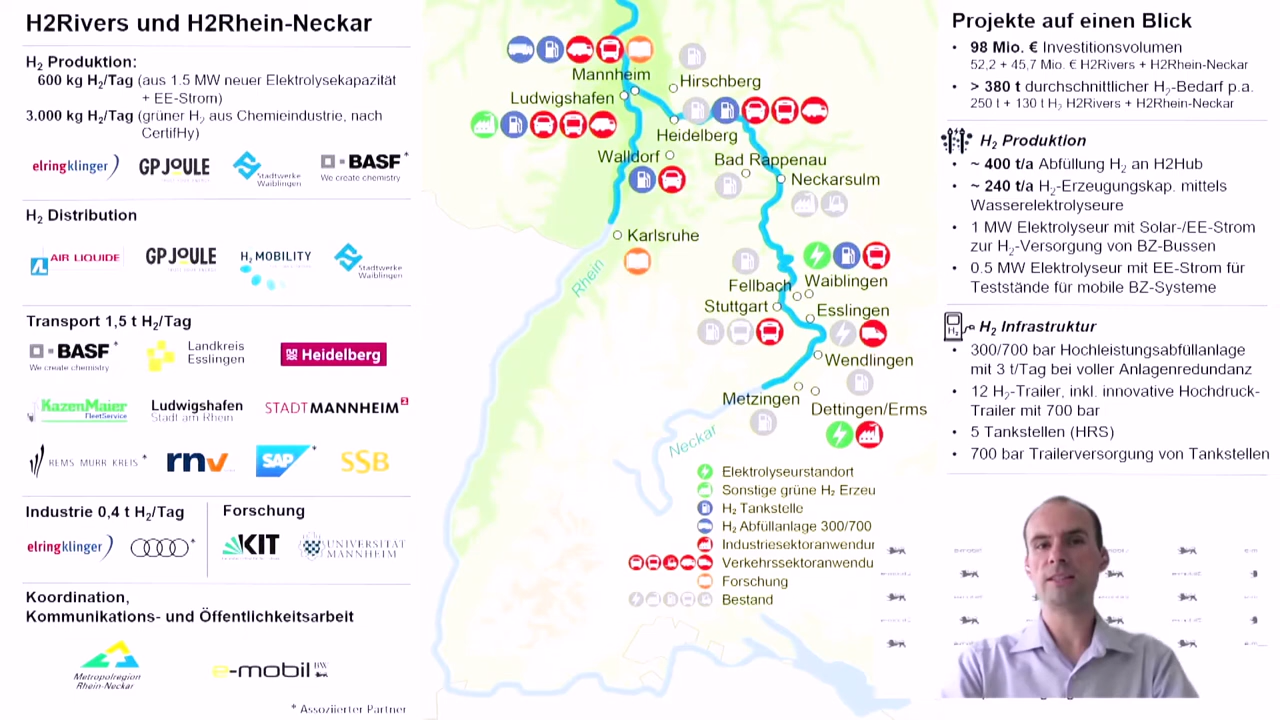 H2Rivers und H2Rhein-Neckar
H₂ Produktion:
600 kg H₂/Tag (aus 1.5 MW neuer Elektrolysekapazität
+ EE-Strom)
3.000 kg H₂/Tag (grüner H₂ aus Chemieindustrie, nach
CertifHy)
elringklinger
GP JOULE
Stadtwerke
Waiblingen
BASF*
We create chemistry
H₂ Distribution
AIR LIQUIDE
GP JOULE
H₂ MOBILITY
Stadtwerke
Waiblingen
Transport 1,5 t H₂/Tag
BASF*
We create chemistry
Landkreis
Esslingen
Heidelberg
KazenMaier
FleetService
Ludwigshafen
Stadt am Rhein
STADTMANNHEIM²
REMS MURR KREIS*
rnv
SAP*
SSB
Industrie 0,4 t H₂/Tag
elringklinger
*
Forschung
KIT
UNIVERSITÄT
MANNHEIM
Koordination,
Kommunikations- und Öffentlichkeitsarbeit
Metropolregion
Rhein-Neckar
e-mobil BW
* Assoziierter Partner
Mannheim
Hirschberg
Ludwigshafen
Heidelberg
Walldorf
Bad Rappenau
Neckarsulm
Karlsruhe
Rhein
Fellbach
Waiblingen
Stuttgart
Esslingen
Wendlingen
Metzingen
Dettingen/Erms
Neckar
Elektrolyseurstandort
Sonstige grüne H₂ Erzeu
H₂ Tankstelle
H₂ Abfüllanlage 300/700
Industriesektoranwendur
Verkehrssektoranwendu
Forschung
Bestand
Projekte auf einen Blick
• 98 Mio. € Investitionsvolumen
52,2 + 45,7 Mio. € H2Rivers + H2Rhein-Neckar
• > 380 t durchschnittlicher H₂-Bedarf p.a.
250 t + 130 t H₂ H2Rivers + H2Rhein-Neckar
H₂ Produktion
• ~ 400 t/a Abfüllung H₂ an H2Hub
• ~ 240 t/a H₂-Erzeugungskap. mittels
Wasserelektrolyseure
• 1 MW Elektrolyseur mit Solar-/EE-Strom
zur H₂-Versorgung von BZ-Bussen
• 0.5 MW Elektrolyseur mit EE-Strom für
Teststände für mobile BZ-Systeme
H₂
H₂ Infrastruktur
• 300/700 bar Hochleistungsabfüllanlage
mit 3 t/Tag bei voller Anlagenredundanz
• 12 H₂-Trailer, inkl. innovative Hochdruck-
Trailer mit 700 bar
• 5 Tankstellen (HRS)
• 700 bar Trailerversorgung von Tankstellen